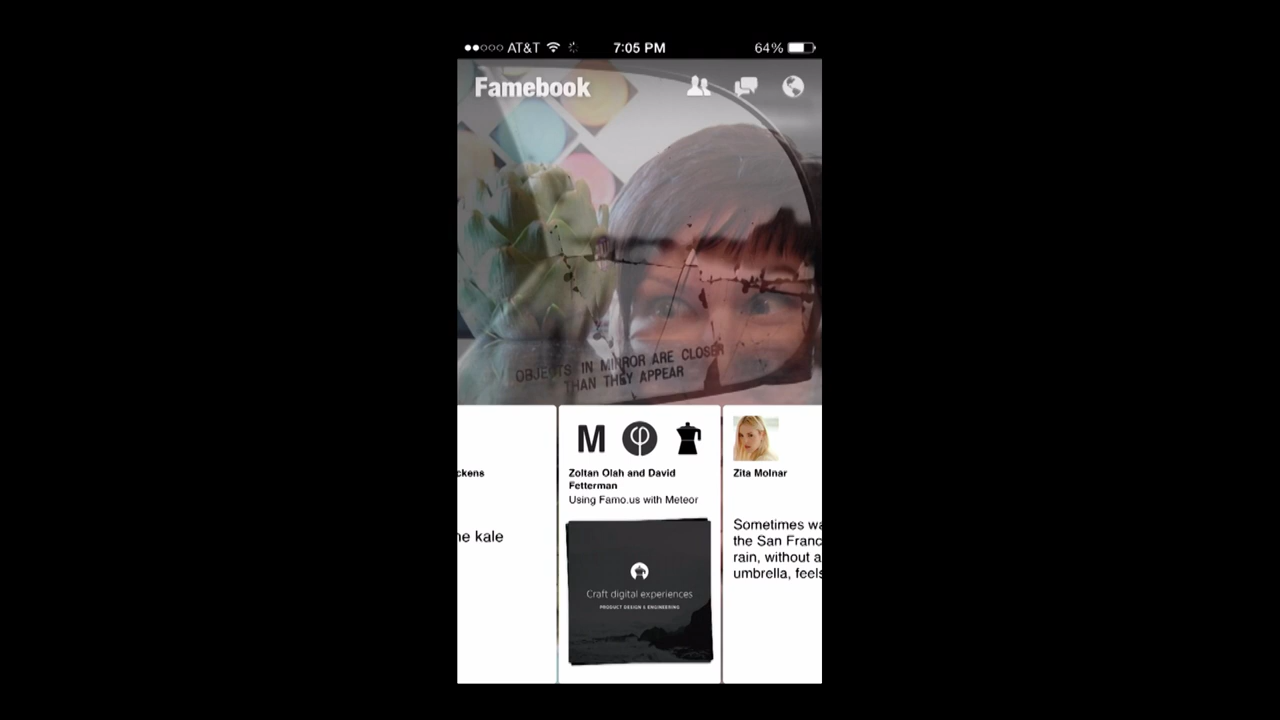 AT&T 7:05 PM 64%
Famebook
OBJECTS IN MIRROR ARE CLOSER
THAN THEY APPEAR
ckens
he kale
M
Zoltan Olah and David
Fetterman
Using Famo.us with Meteor
Craft digital experiences
PRODUCT DESIGN & ENGINEERING
Zita Molnar
Sometimes wa
the San Franc
rain, without a
umbrella, feels